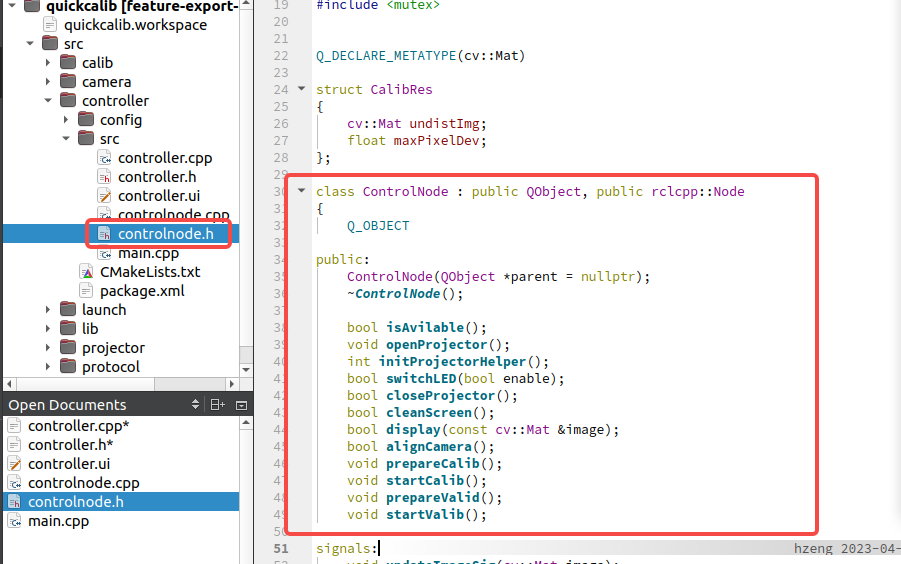 quickcalib [feature-export-
quickcalib.workspace
src
calib
camera
controller
config
src
controller.cpp
controller.h
controller.ui
controlnode.cpp
controlnode.h
main.cpp
CMakeLists.txt
package.xml
launch
lib
projector
protocol
Open Documents
controller.cpp*
controller.h*
controller.ui
controlnode.cpp
controlnode.h
main.cpp
19 #include <mutex>
20
21
22 Q_DECLARE_METATYPE(cv::Mat)
23
24 struct CalibRes
25 {
26 cv::Mat undistImg;
27 float maxPixelDev;
28 };
29
30 class ControlNode : public QObject, public rclcpp::Node
31 {
32 Q_OBJECT
33
34 public:
35 ControlNode(QObject *parent = nullptr);
36 ~ControlNode();
37
38 bool isAvilable();
39 void openProjector();
40 int initProjectorHelper();
41 bool switchLED(bool enable);
42 bool closeProjector();
43 bool cleanScreen();
44 bool display(const cv::Mat &image);
45 bool alignCamera();
46 void prepareCalib();
47 void startCalib();
48 void prepareValid();
49 void startValib();
50
51 signals: hzeng 2023-04-